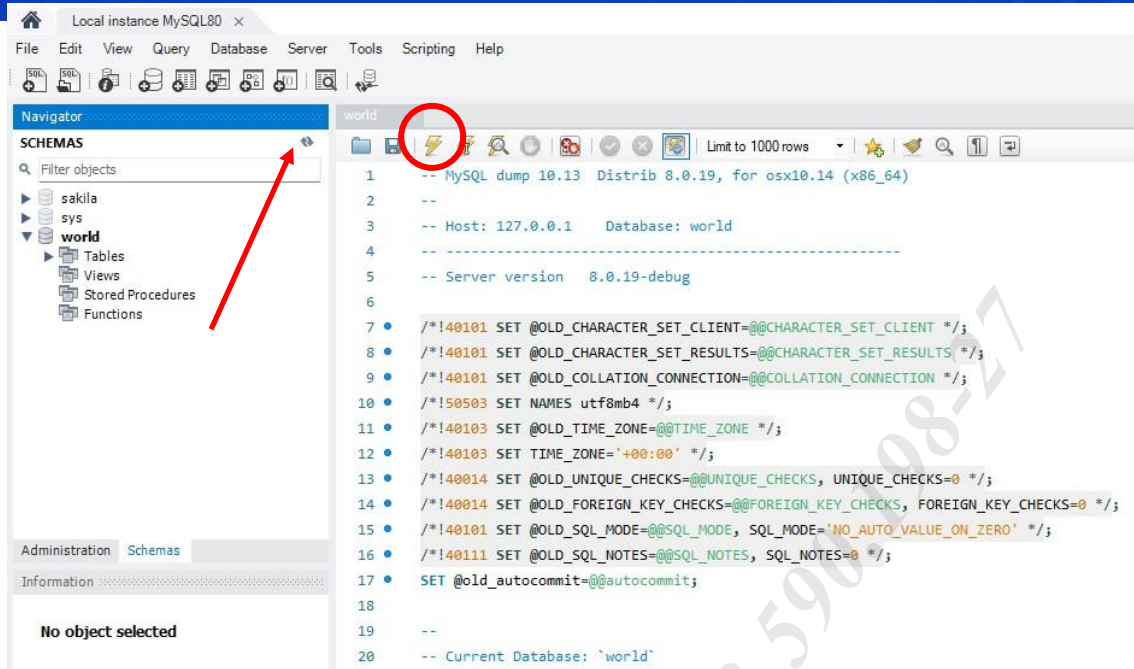 Local instance MySQL80 ×
File Edit View Query Database Server Tools Scripting Help
Navigator
SCHEMAS
Filter objects
sakila
sys
world
Tables
Views
Stored Procedures
Functions
Administration Schemas
Information
No object selected
world
Limit to 1000 rows
1 -- MySQL dump 10.13 Distrib 8.0.19, for osx10.14 (x86_64)
2 --
3 -- Host: 127.0.0.1 Database: world
4 -- ------------------------------------------------------
5 -- Server version 8.0.19-debug
6
7 /*!40101 SET @OLD_CHARACTER_SET_CLIENT=@@CHARACTER_SET_CLIENT */;
8 /*!40101 SET @OLD_CHARACTER_SET_RESULTS=@@CHARACTER_SET_RESULTS */;
9 /*!40101 SET @OLD_COLLATION_CONNECTION=@@COLLATION_CONNECTION */;
10 /*!50503 SET NAMES utf8mb4 */;
11 /*!40103 SET @OLD_TIME_ZONE=@@TIME_ZONE */;
12 /*!40103 SET TIME_ZONE='+00:00' */;
13 /*!40014 SET @OLD_UNIQUE_CHECKS=@@UNIQUE_CHECKS, UNIQUE_CHECKS=0 */;
14 /*!40014 SET @OLD_FOREIGN_KEY_CHECKS=@@FOREIGN_KEY_CHECKS, FOREIGN_KEY_CHECKS=0 */;
15 /*!40101 SET @OLD_SQL_MODE=@@SQL_MODE, SQL_MODE='NO_AUTO_VALUE_ON_ZERO' */;
16 /*!40111 SET @OLD_SQL_NOTES=@@SQL_NOTES, SQL_NOTES=0 */;
17 SET @old_autocommit=@@autocommit;
18
19 --
20 -- Current Database: `world`
590.198-27